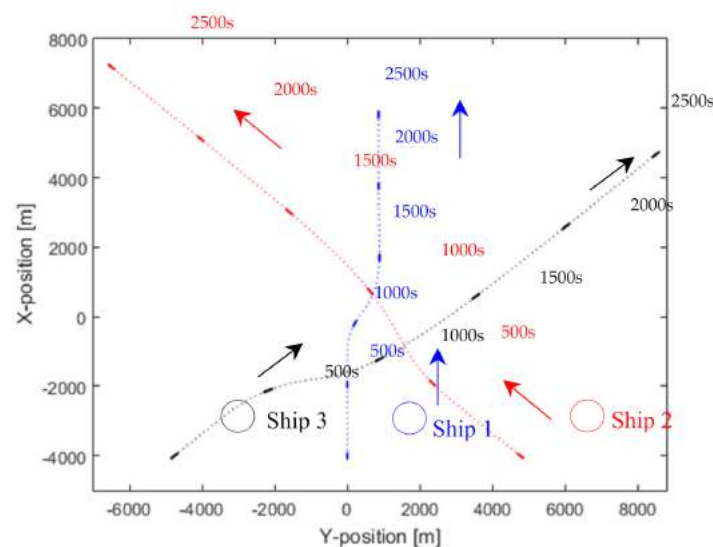 2500s
8000
2500s
2000s
2500s
6000
2000s
1500s
4000
1500s
2000s
2000
1000s
1500s
1000s
0
1000s
500s
500s
500s
-2000
Ship 3
Ship 1
Ship 2
-4000
-6000 -4000 -2000 0 2000 4000 6000 8000
Y-position [m]
X-position [m]